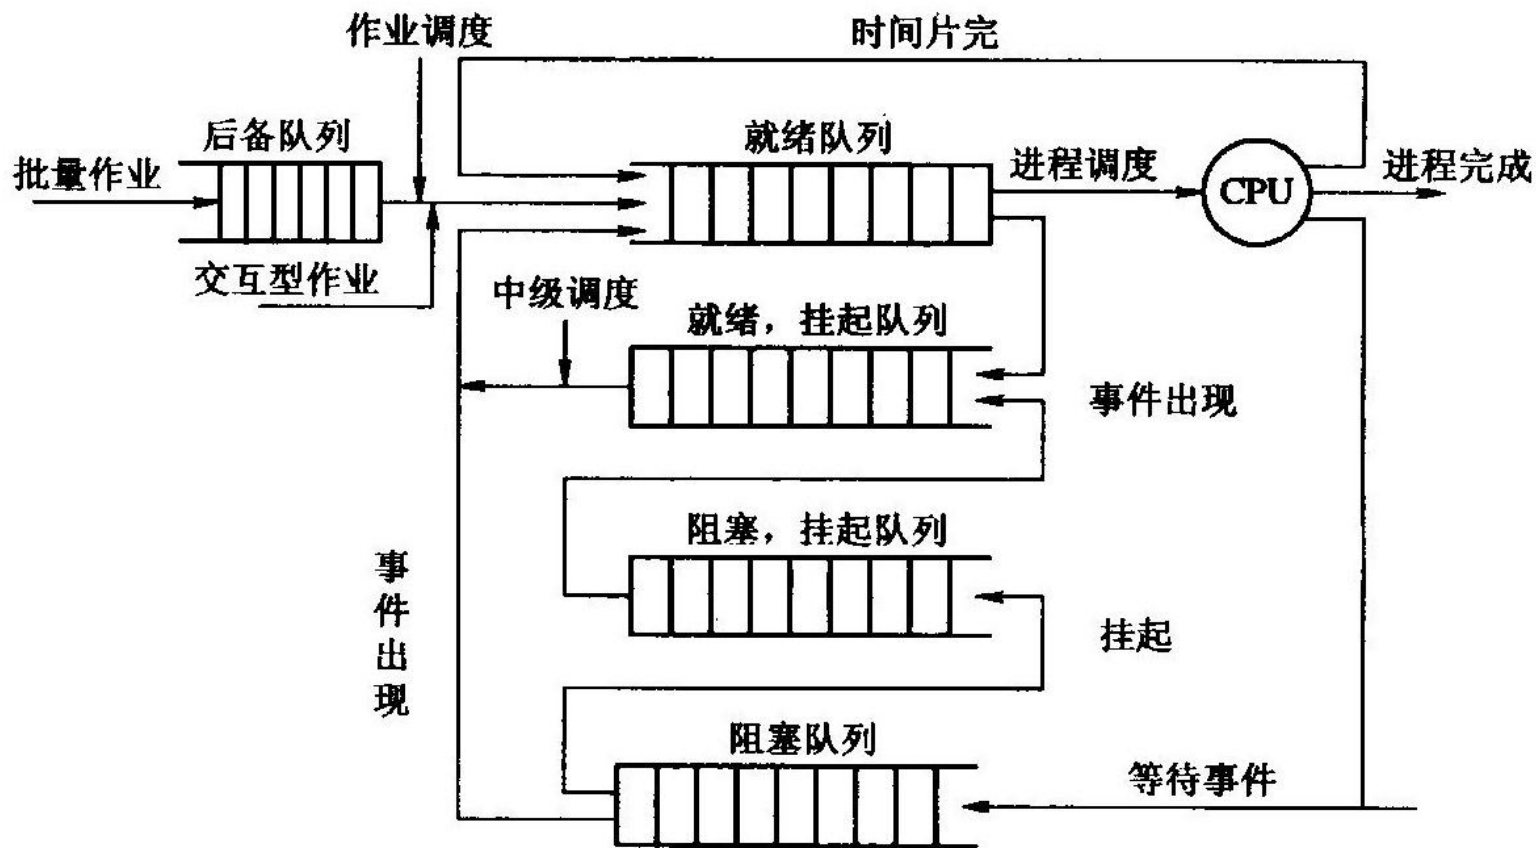 作业调度
时间片完
后备队列
就绪队列
批量作业
进程调度
CPU
进程完成
交互型作业
中级调度
就绪，挂起队列
事件出现
阻塞，挂起队列
事件出现
挂起
阻塞队列
等待事件